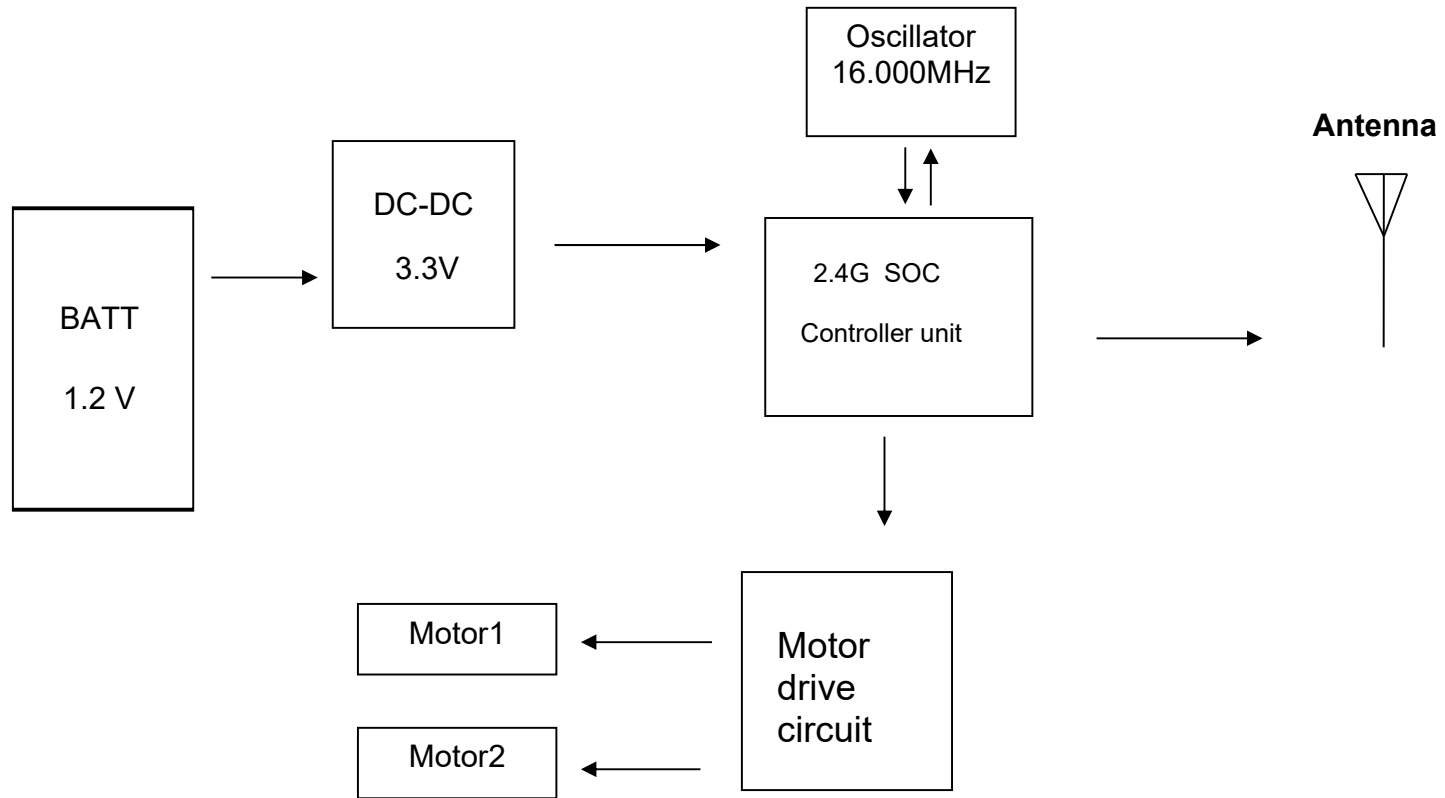 Oscillator
16.000MHz
Antenna
DC-DC
3.3V
BATT
1.2 V
2.4G SOC
Controller unit
Motor1
Motor2
Motor
drive
circuit